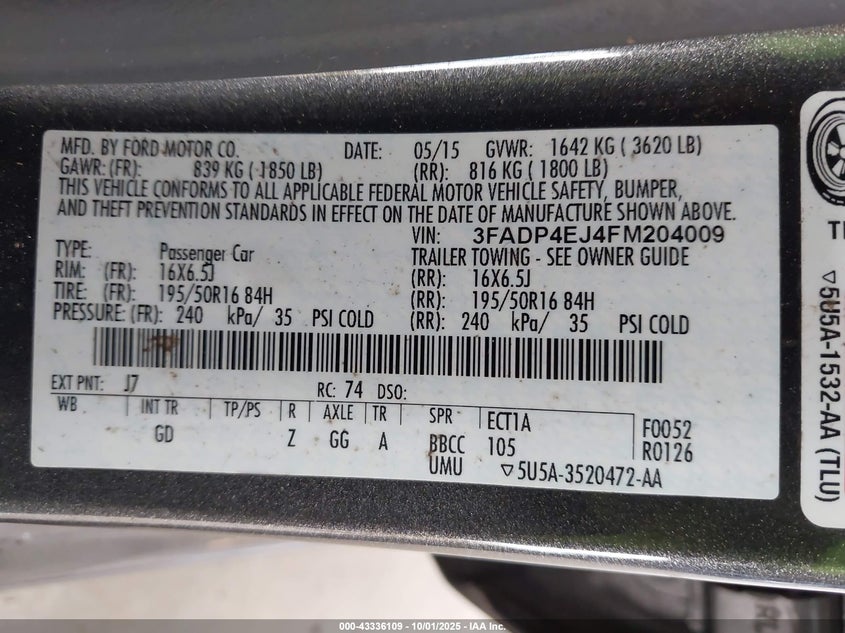 MFD. BY FORD MOTOR CO. DATE: 05/15 GVWR: 1642 KG ( 3620 LB)
GAWR: (FR): 839 KG ( 1850 LB) (RR): 816 KG ( 1800 LB)
THIS VEHICLE CONFORMS TO ALL APPLICABLE FEDERAL MOTOR VEHICLE SAFETY, BUMPER,
AND THEFT PREVENTION STANDARDS IN EFFECT ON THE DATE OF MANUFACTURE SHOWN ABOVE.
VIN: 3FADP4EJ4FM204009
TYPE: Passenger Car TRAILER TOWING - SEE OWNER GUIDE
RIM: (FR): 16X6.5J (RR): 16X6.5J
TIRE: (FR): 195/50R16 84H (RR): 195/50R16 84H
PRESSURE: (FR): 240 kPa/ 35 PSI COLD (RR): 240 kPa/ 35 PSI COLD
EXT PNT: J7 RC: 74 DSO:
WB INT TR TP/PS R AXLE TR SPR ECT1A F0052
GD Z GG A BBCC 105 R0126
UMU ▽5U5A-3520472-AA
▽5U5A-1532-AA (TLU)
000-43336109 - 10/01/2025 - IAA Inc.